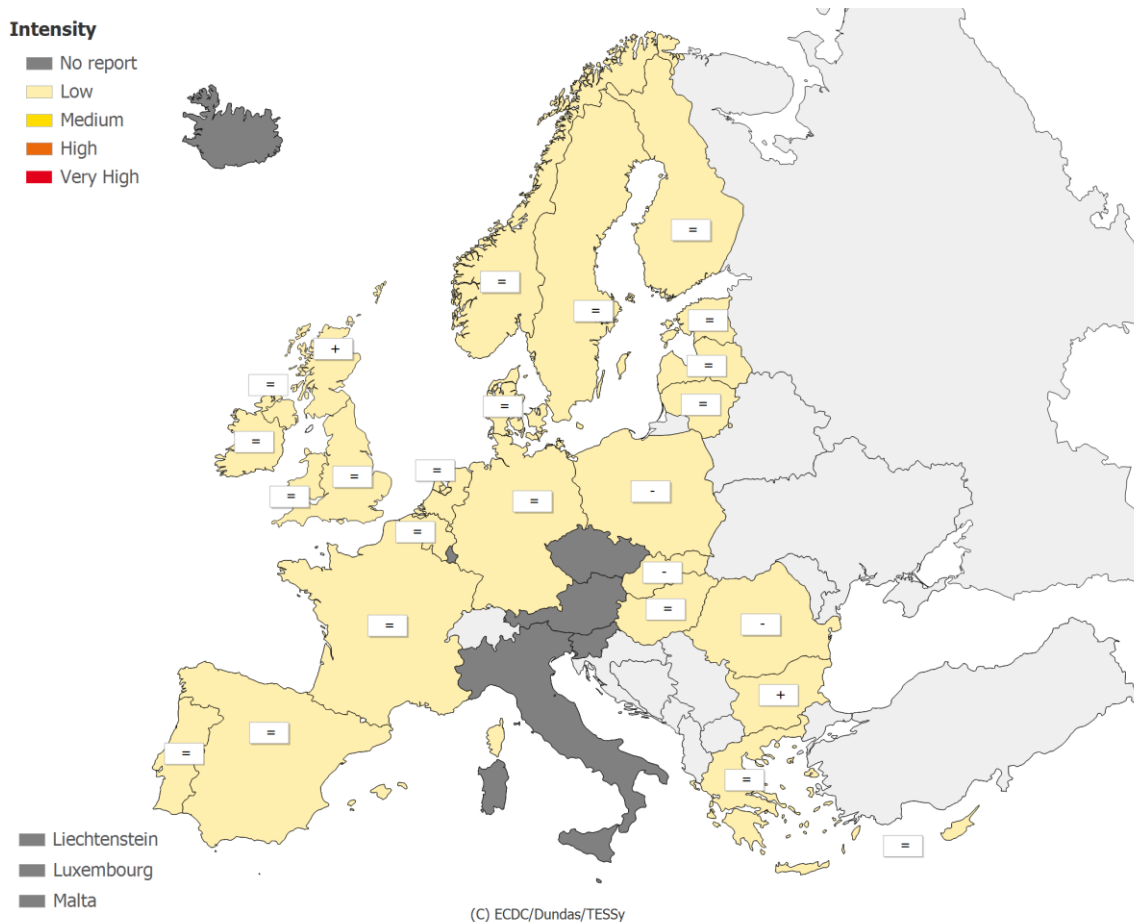 Intensity
No report
Low
Medium
High
Very High
=
=
=
=
+
=
=
=
=
=
=
=
=
=
=
-
=
-
=
=
-
+
=
=
=
=
Liechtenstein
Luxembourg
Malta
(C) ECDC/Dundas/TESSy